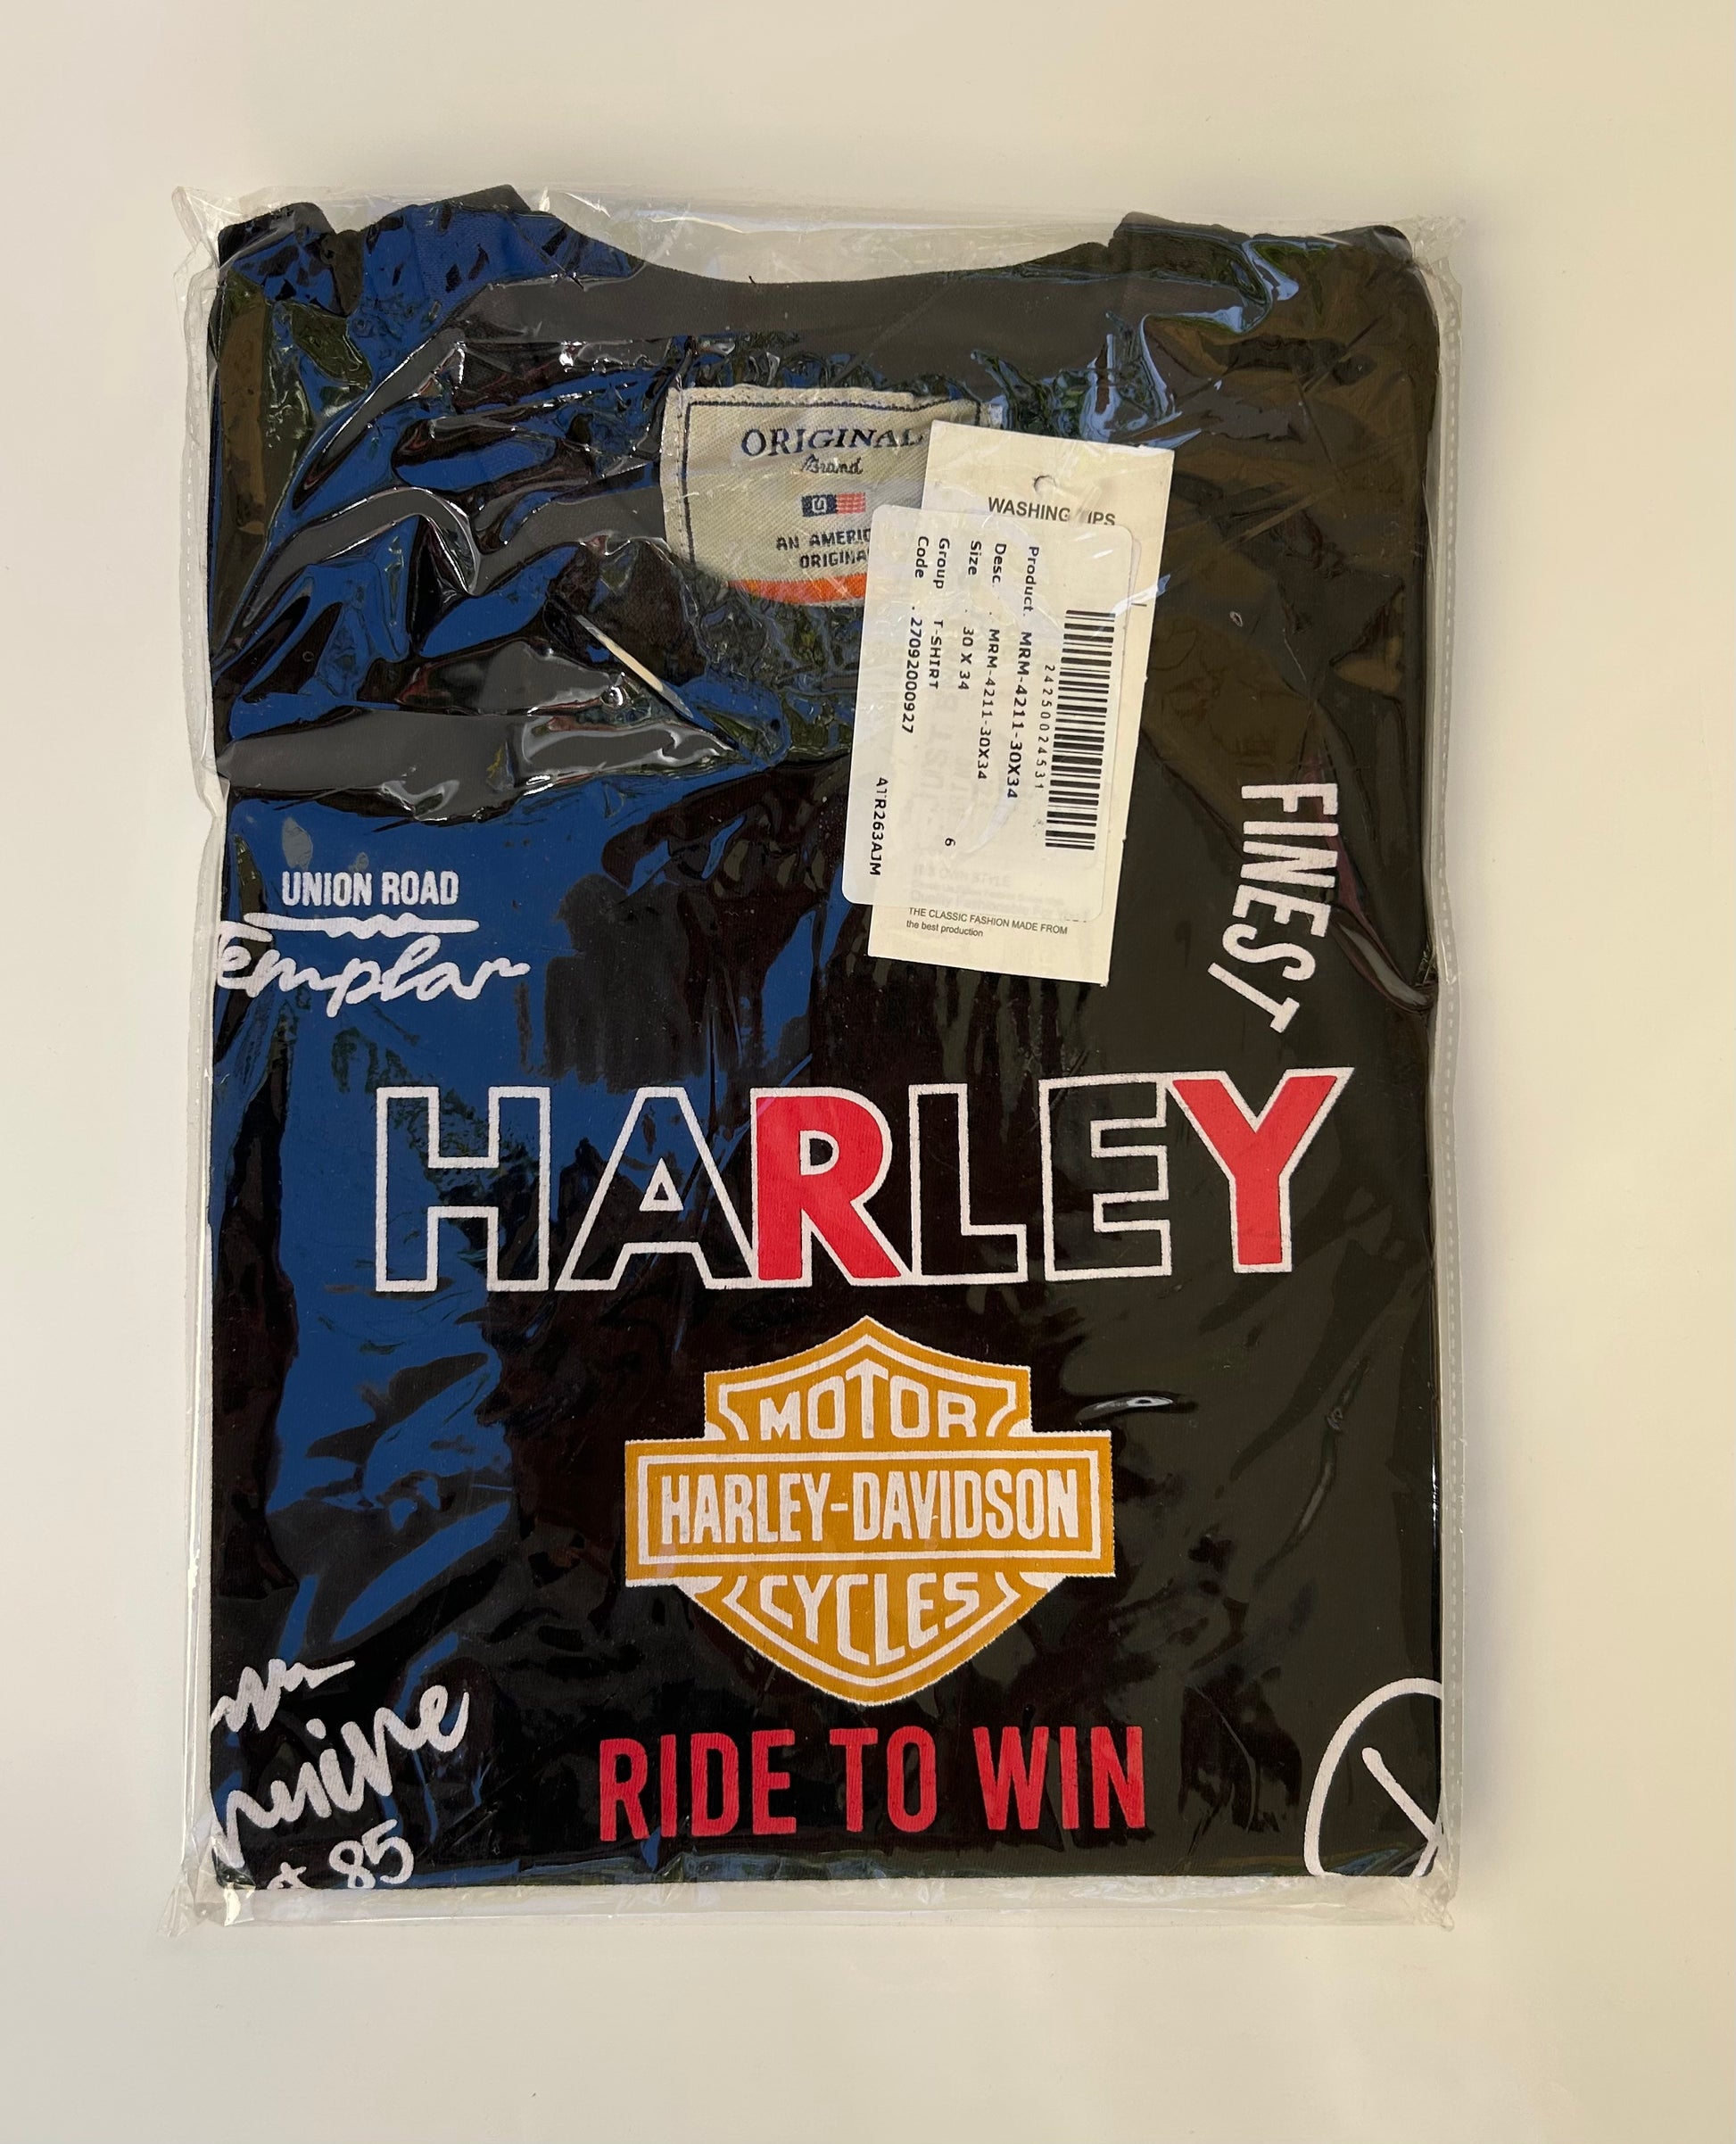 ORIGINAL
Brand
AN AMERIC
ORIGINA
WASHING TIPS
24250024531
Product. MRM-4211-30X34
Desc. . MRM-4211-30X34
Size . 30 X 34
6
Group T-SHIRT
Code . 27092000927
THE CLASSIC FASHION MADE FROM
the best production
UNION ROAD
Templar
FINEST
HARLEY
MOTOR
HARLEY-DAVIDSON
CYCLES
RIDE TO WIN
85